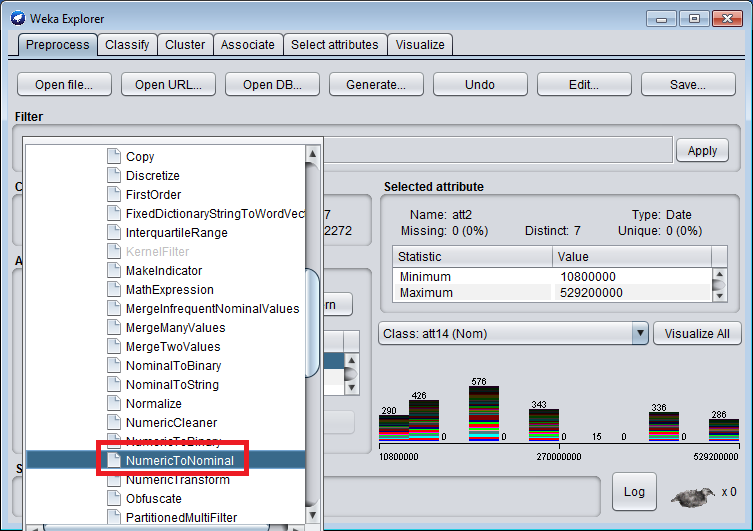 Weka Explorer
Preprocess Classify Cluster Associate Select attributes Visualize
Open file... Open URL... Open DB... Generate... Undo Edit... Save...
Filter
Apply
Copy
Discretize
FirstOrder
FixedDictionaryStringToWordVect
InterquartileRange
KernelFilter
MakeIndicator
MathExpression
MergeInfrequentNominalValues
MergeManyValues
MergeTwoValues
NominalToBinary
NominalToString
Normalize
NumericCleaner
NumericToBinary
NumericToNominal
NumericTransform
Obfuscate
PartitionedMultiFilter
C
7
2272
A
rn
S
Selected attribute
Name: att2 Type: Date
Missing: 0 (0%) Distinct: 7 Unique: 0 (0%)
Statistic Value
Minimum 10800000
Maximum 529200000
Class: att14 (Nom) Visualize All
290 426 0 576 0 343 0 15 0 336 0 286
10800000 270000000 529200000
Log x 0